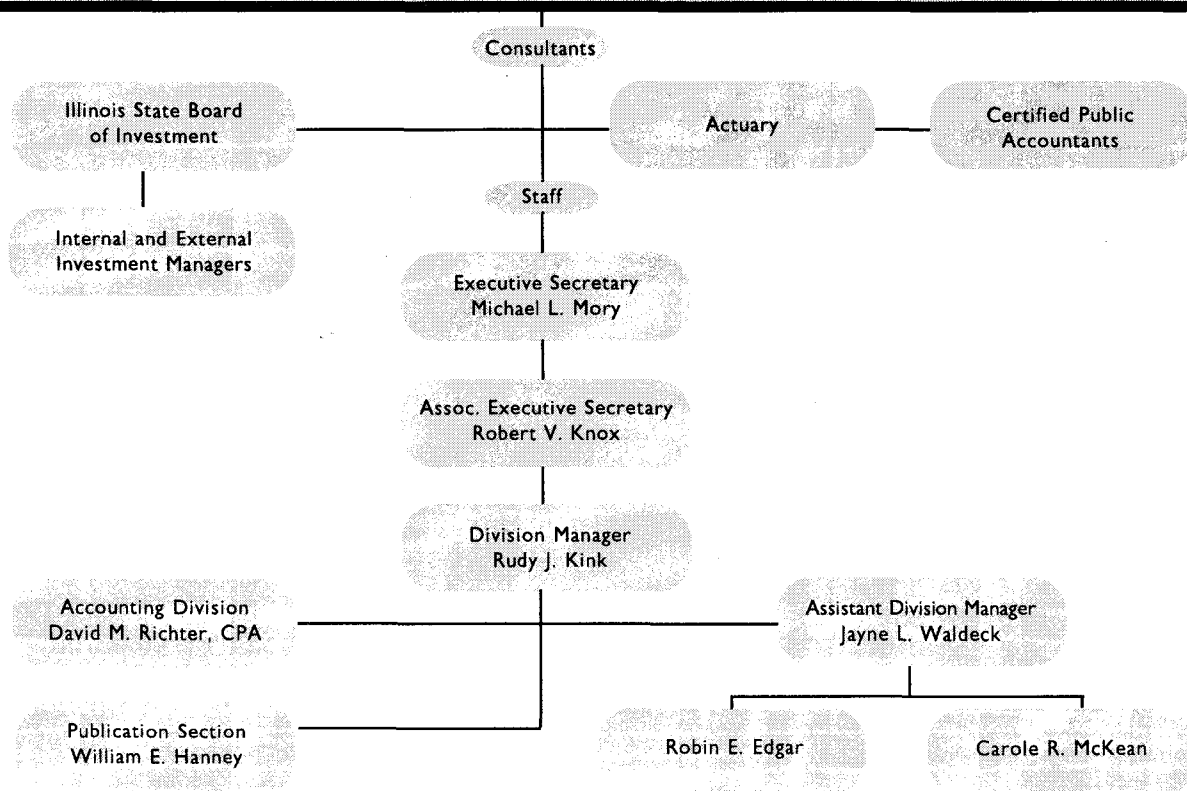 Consultants
Illinois State Board
of Investment
Actuary
Certified Public
Accountants
Staff
Internal and External
Investment Managers
Executive Secretary
Michael L. Mory
Assoc. Executive Secretary
Robert V. Knox
Division Manager
Rudy J. Kink
Accounting Division
David M. Richter, CPA
Assistant Division Manager
Jayne L. Waldeck
Publication Section
William E. Hanney
Robin E. Edgar
Carole R. McKean